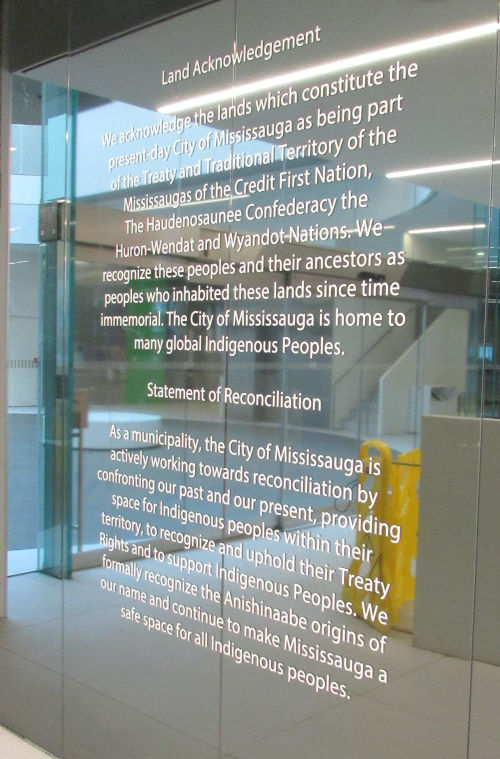 Land Acknowledgement
We acknowledge the lands which constitute the
present-day City of Mississauga as being part
of the Treaty and Traditional Territory of the
Mississaugas of the Credit First Nation,
The Haudenosaunee Confederacy the
Huron-Wendat and Wyandot Nations. We
recognize these peoples and their ancestors as
peoples who inhabited these lands since time
immemorial. The City of Mississauga is home to
many global Indigenous Peoples.
Statement of Reconciliation
As a municipality, the City of Mississauga is
actively working towards reconciliation by
confronting our past and our present, providing
space for Indigenous peoples within their
territory, to recognize and uphold their Treaty
Rights and to support Indigenous Peoples. We
formally recognize the Anishinaabe origins of
our name and continue to make Mississauga a
safe space for all Indigenous peoples.